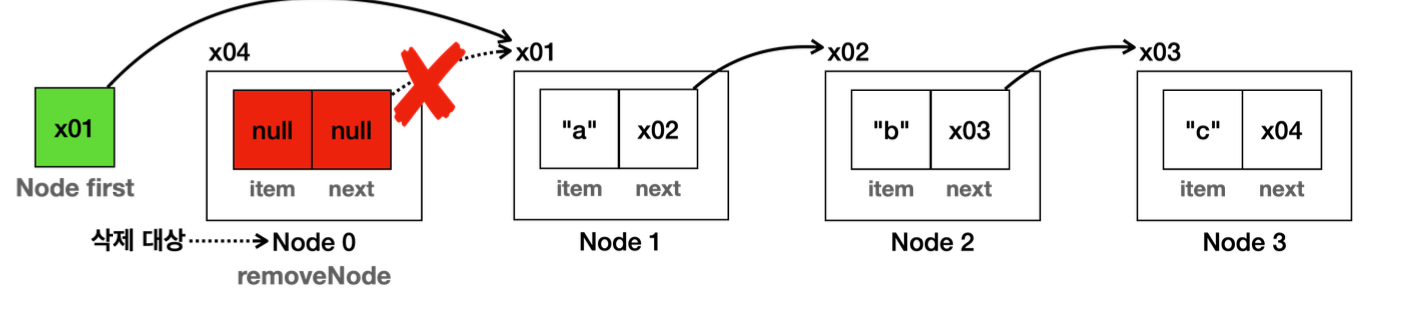 x04
x01
x02
x03
x01
null
null
"a"
x02
"b"
x03
"c"
x04
Node first
item
next
item
next
item
next
item
next
삭제 대상
Node 0
Node 1
Node 2
Node 3
removeNode